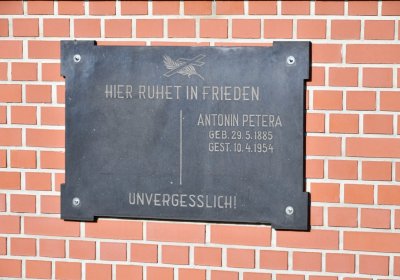 HIER RUHET IN FRIEDEN
ANTONIN PETERA
GEB. 29.5.1885
GEST. 10.4.1954
UNVERGESSLICH!